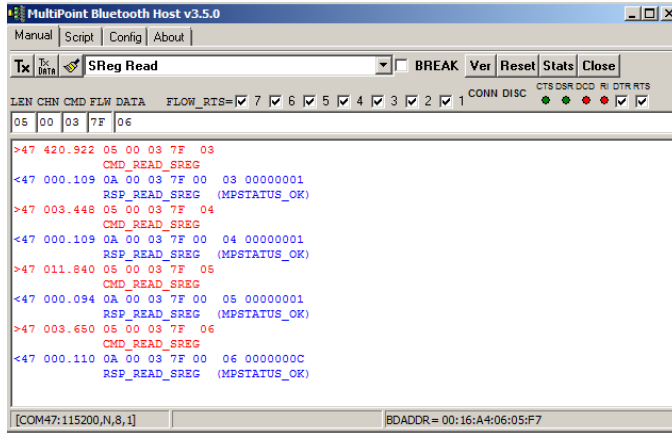 MultiPoint Bluetooth Host v3.5.0
Manual Script Config About
Tx Tx DATA SReg Read BREAK Ver Reset Stats Close
LEN CHN CMD FLW DATA FLOW_RTS= 7 6 5 4 3 2 1 CONN DISC CTS DSR DCD RI DTR RTS
05 00 03 7F 06
>47 420.922 05 00 03 7F 03
CMD_READ_SREG
<47 000.109 0A 00 03 7F 00 03 00000001
RSP_READ_SREG (MPSTATUS_OK)
>47 003.448 05 00 03 7F 04
CMD_READ_SREG
<47 000.109 0A 00 03 7F 00 04 00000001
RSP_READ_SREG (MPSTATUS_OK)
>47 011.840 05 00 03 7F 05
CMD_READ_SREG
<47 000.094 0A 00 03 7F 00 05 00000001
RSP_READ_SREG (MPSTATUS_OK)
>47 003.650 05 00 03 7F 06
CMD_READ_SREG
<47 000.110 0A 00 03 7F 00 06 0000000C
RSP_READ_SREG (MPSTATUS_OK)
[COM47:115200,N,8,1] BDADDR= 00:16:A4:06:05:F7